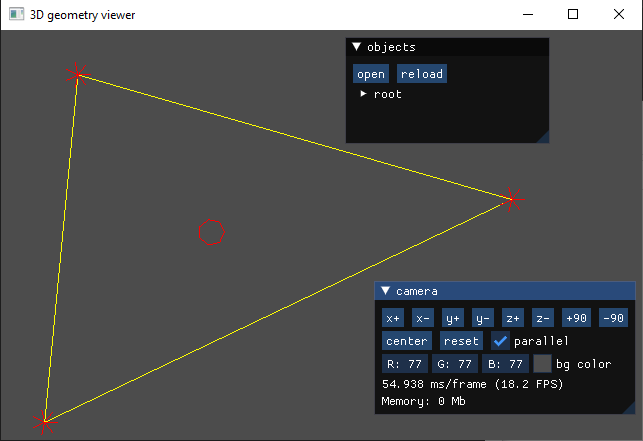 3D geometry viewer
objects
open reload
root
camera
x+ x- y+ y- z+ z- +90 -90
center reset parallel
R: 77 G: 77 B: 77 bg color
54.938 ms/frame (18.2 FPS)
Memory: 0 Mb